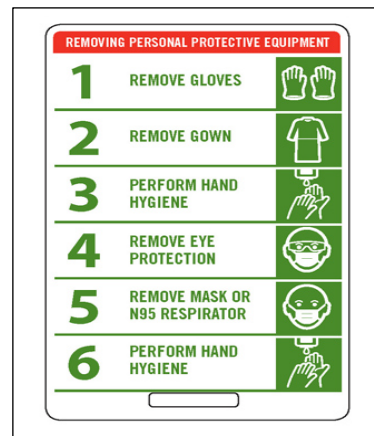 REMOVING PERSONAL PROTECTIVE EQUIPMENT
1 REMOVE GLOVES
2 REMOVE GOWN
3 PERFORM HAND
HYGIENE
4 REMOVE EYE
PROTECTION
5 REMOVE MASK OR
N95 RESPIRATOR
6 PERFORM HAND
HYGIENE